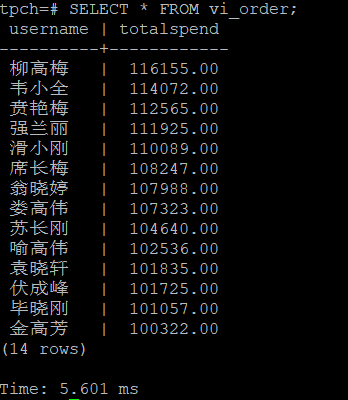 tpch=# SELECT * FROM vi_order;
username | totalspend
----------+------------
柳高梅 | 116155.00
韦小全 | 114072.00
贲艳梅 | 112565.00
强兰丽 | 111925.00
滑小刚 | 110089.00
席长梅 | 108247.00
翁晓婷 | 107988.00
娄高伟 | 107323.00
苏长刚 | 104640.00
喻高伟 | 102536.00
袁晓轩 | 101835.00
伏成峰 | 101725.00
毕晓刚 | 101057.00
金高芳 | 100322.00
(14 rows)
Time: 5.601 ms